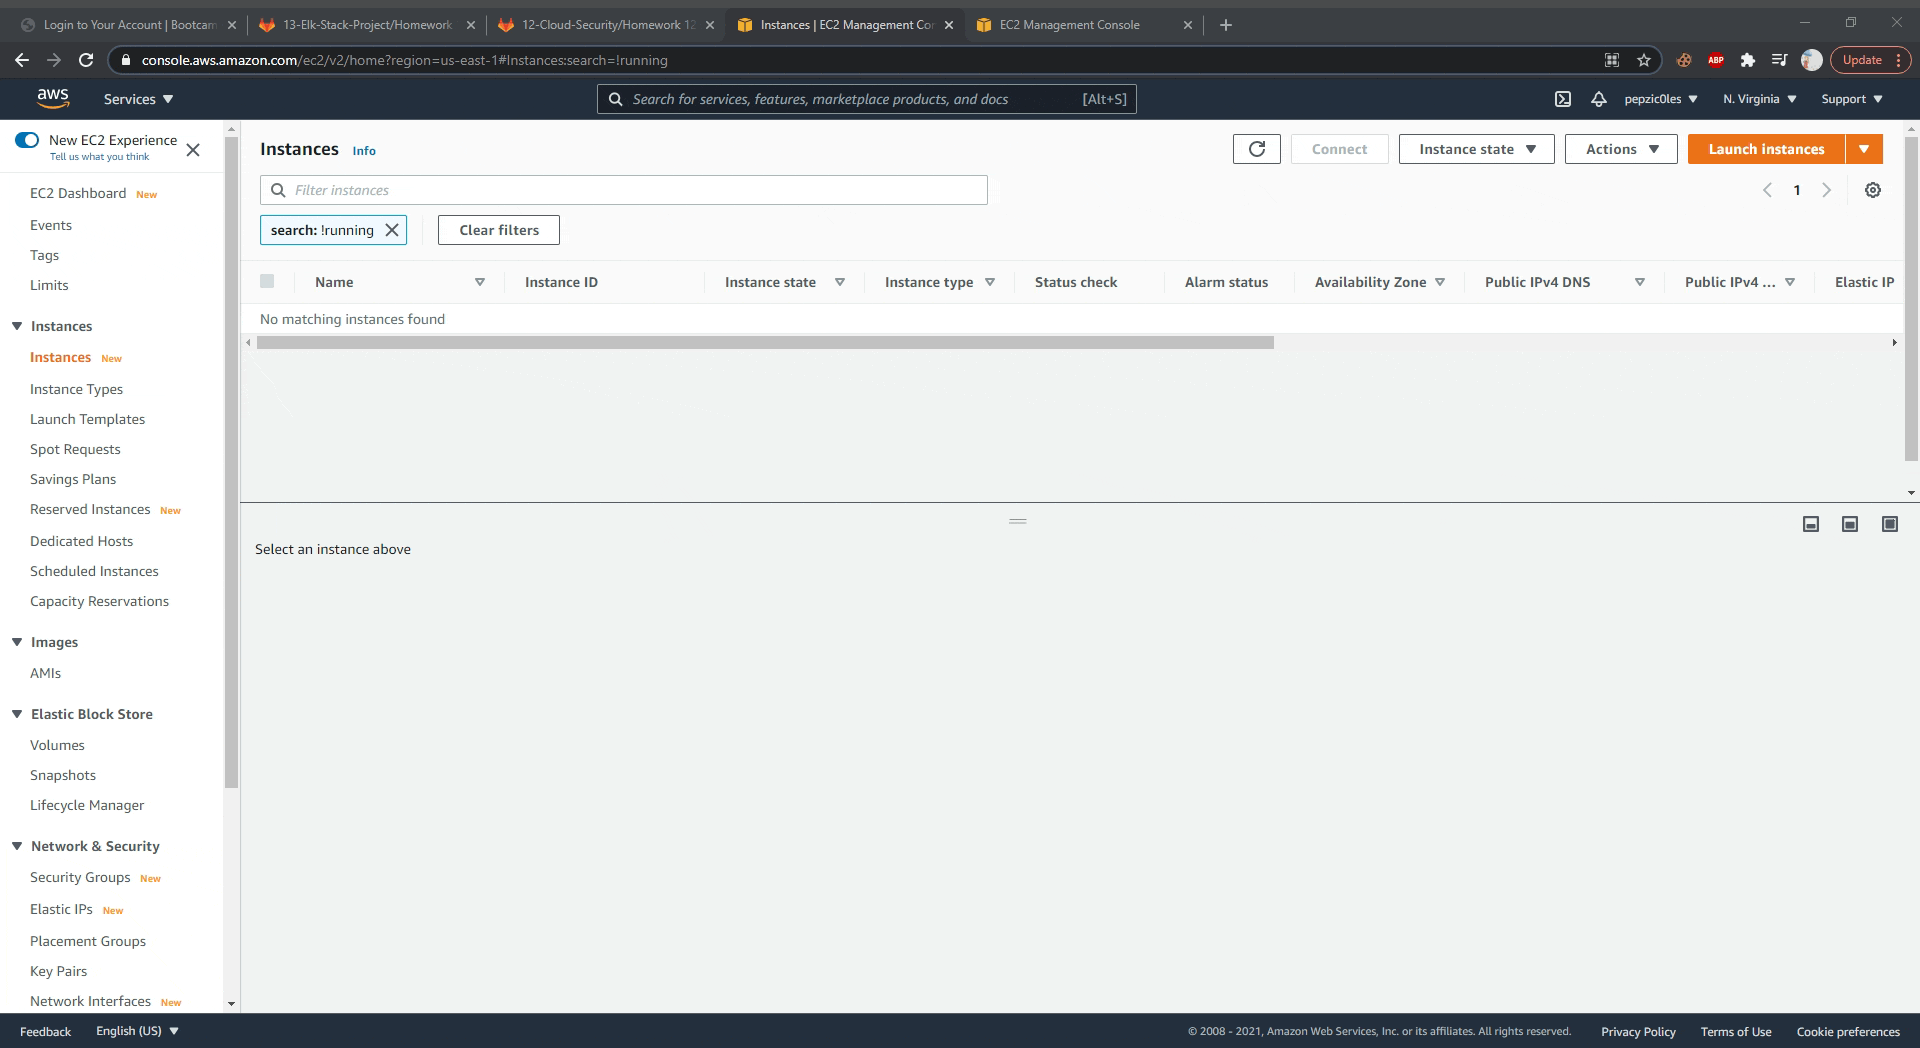 Login to Your Account | Bootcam
13-Elk-Stack-Project/Homework
12-Cloud-Security/Homework 12
Instances | EC2 Management Cor
EC2 Management Console
console.aws.amazon.com/ec2/v2/home?region=us-east-1#Instances:search=!running
ABP
Update
aws
Services
Search for services, features, marketplace products, and docs
[Alt+S]
pepzic0les
N. Virginia
Support
New EC2 Experience
Tell us what you think
EC2 Dashboard New
Events
Tags
Limits
Instances
Instances New
Instance Types
Launch Templates
Spot Requests
Savings Plans
Reserved Instances New
Dedicated Hosts
Scheduled Instances
Capacity Reservations
Images
AMIs
Elastic Block Store
Volumes
Snapshots
Lifecycle Manager
Network & Security
Security Groups New
Elastic IPs New
Placement Groups
Key Pairs
Network Interfaces New
Instances Info
Connect
Instance state
Actions
Launch instances
Filter instances
1
search: !running
Clear filters
Name
Instance ID
Instance state
Instance type
Status check
Alarm status
Availability Zone
Public IPv4 DNS
Public IPv4 ...
Elastic IP
No matching instances found
Select an instance above
Feedback
English (US)
© 2008 - 2021, Amazon Web Services, Inc. or its affiliates. All rights reserved.
Privacy Policy
Terms of Use
Cookie preferences